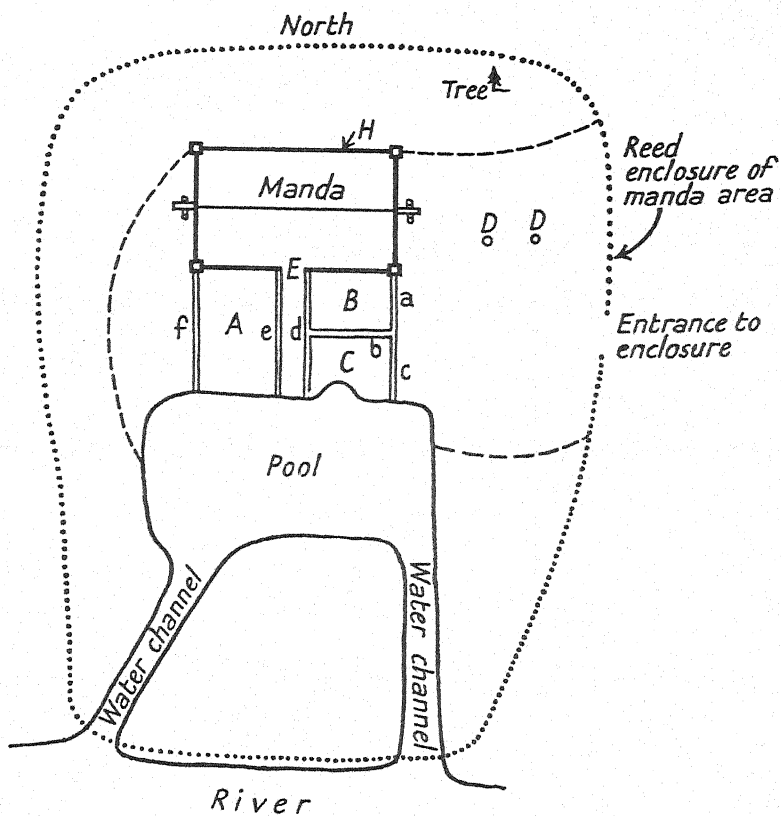 North
Tree
H
Reed
enclosure of
manda area
Manda
D D
E
B
a
f
A
e
d
b
C
c
Entrance to
enclosure
Pool
Water channel
Water channel
River